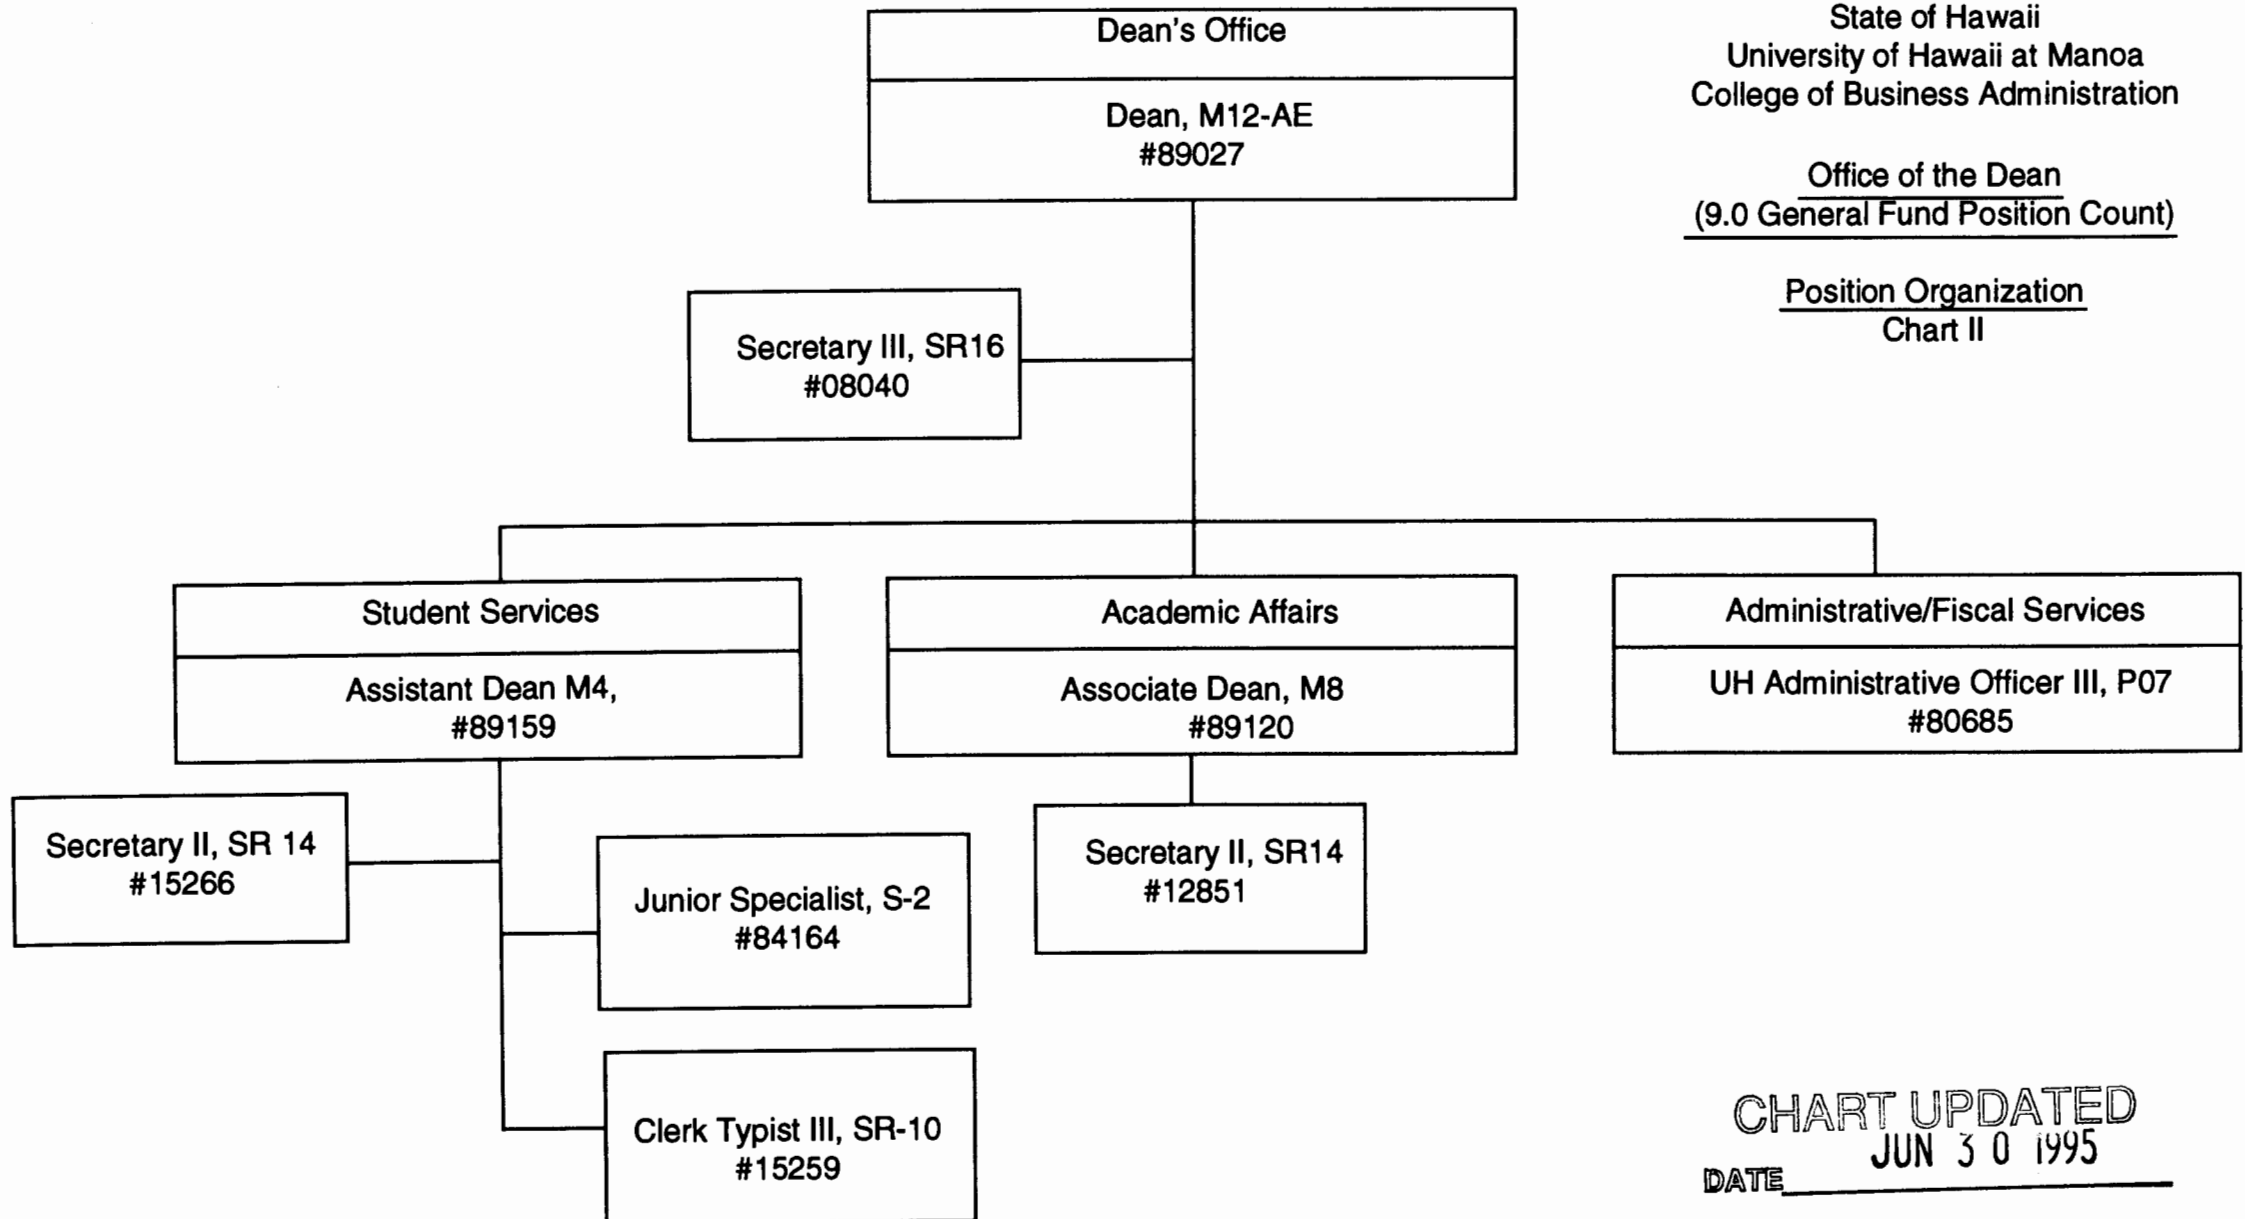 State of Hawaii
University of Hawaii at Manoa
College of Business Administration
Office of the Dean
(9.0 General Fund Position Count)
Position Organization
Chart II
Dean's Office
Dean, M12-AE
#89027
Secretary III, SR16
#08040
Student Services
Assistant Dean M4,
#89159
Academic Affairs
Associate Dean, M8
#89120
Administrative/Fiscal Services
UH Administrative Officer III, P07
#80685
Secretary II, SR 14
#15266
Junior Specialist, S-2
#84164
Clerk Typist III, SR-10
#15259
Secretary II, SR14
#12851
CHART UPDATED
JUN 30 1995
DATE